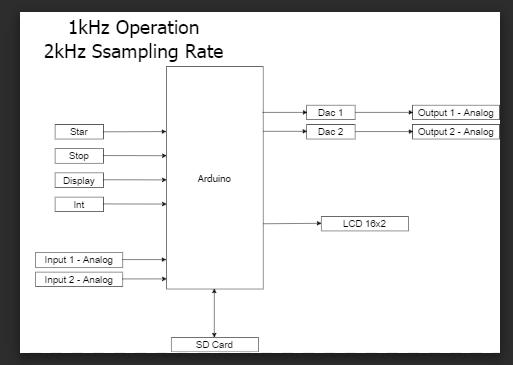 1kHz Operation
2kHz Ssampling Rate
Dac 1
Output 1 - Analog
Star
Dac 2
Output 2 - Analog
Stop
Display
Arduino
Int
LCD 16x2
Input 1 - Analog
Input 2 - Analog
SD Card